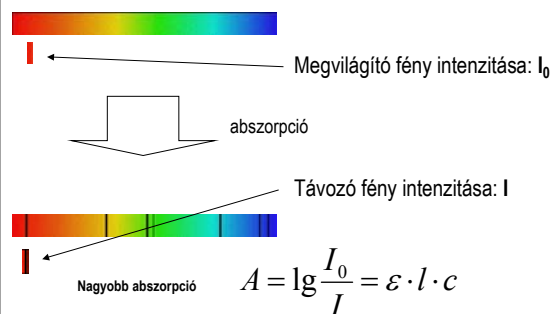 Megvilágító fény intenzitása: I₀
abszorpció
Távozó fény intenzitása: I
Nagyobb abszorpció
A = lg I₀/I = ε · l · c